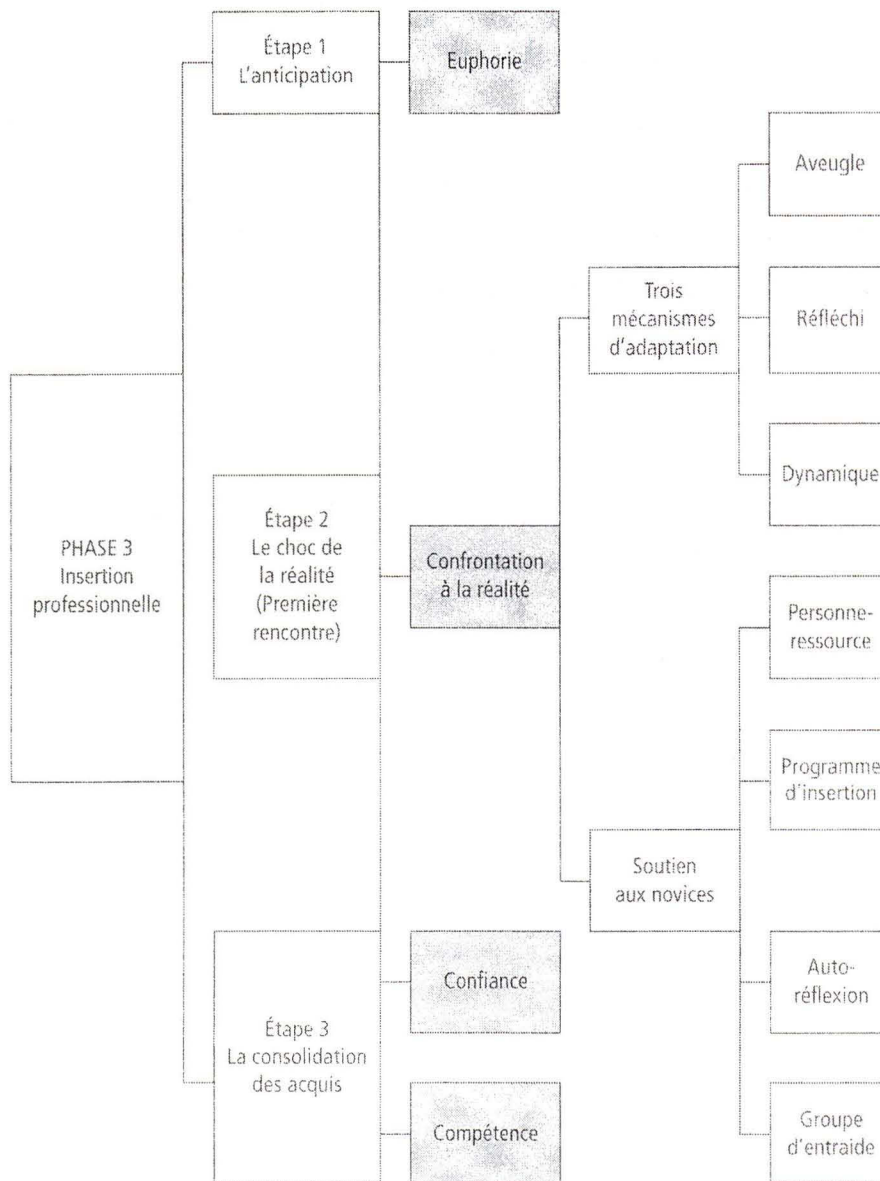 Étape 1
L'anticipation
Euphorie
Aveugle
Trois
mécanismes
d'adaptation
Réfléchi
Dynamique
PHASE 3
Insertion
professionnelle
Étape 2
Le choc de
la réalité
(Première
rencontre)
Confrontation
à la réalité
Personne-
ressource
Programme
d'insertion
Soutien
aux novices
Auto-
réflexion
Groupe
d'entraide
Étape 3
La consolidation
des acquis
Confiance
Compétence